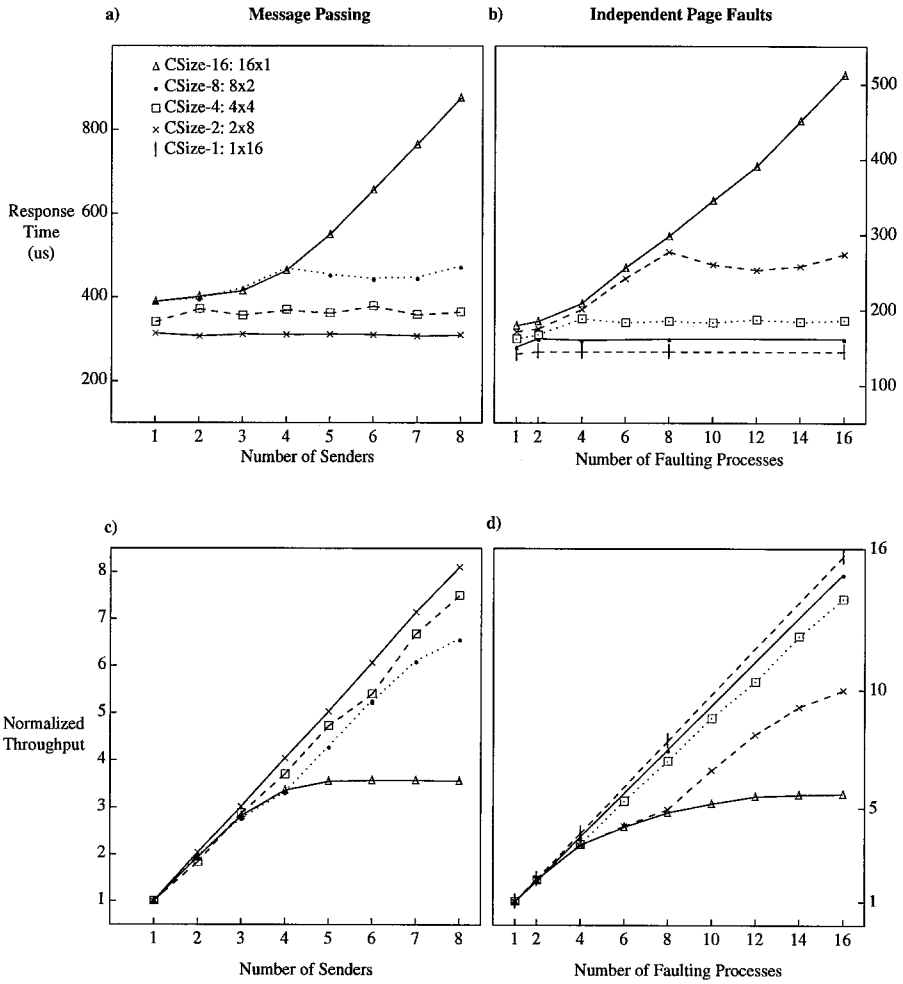 a) Message Passing
b) Independent Page Faults
CSize-16: 16x1
CSize-8: 8x2
CSize-4: 4x4
CSize-2: 2x8
CSize-1: 1x16
800
600
400
200
Response
Time
(us)
500
400
300
200
100
1 2 3 4 5 6 7 8
Number of Senders
1 2 4 6 8 10 12 14 16
Number of Faulting Processes
c)
d)
8
7
6
5
4
3
2
1
Normalized
Throughput
16
10
5
1
1 2 3 4 5 6 7 8
Number of Senders
1 2 4 6 8 10 12 14 16
Number of Faulting Processes